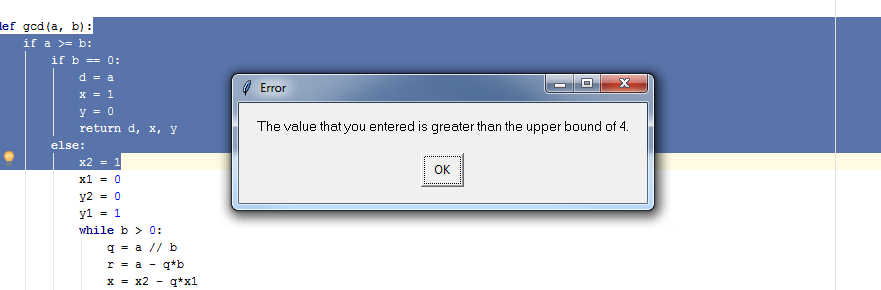 def gcd(a, b):
if a >= b:
if b == 0:
d = a
x = 1
y = 0
return d, x, y
else:
x2 = 1
x1 = 0
y2 = 0
y1 = 1
while b > 0:
q = a // b
r = a - q*b
x = x2 - q*x1
Error
The value that you entered is greater than the upper bound of 4.
OK